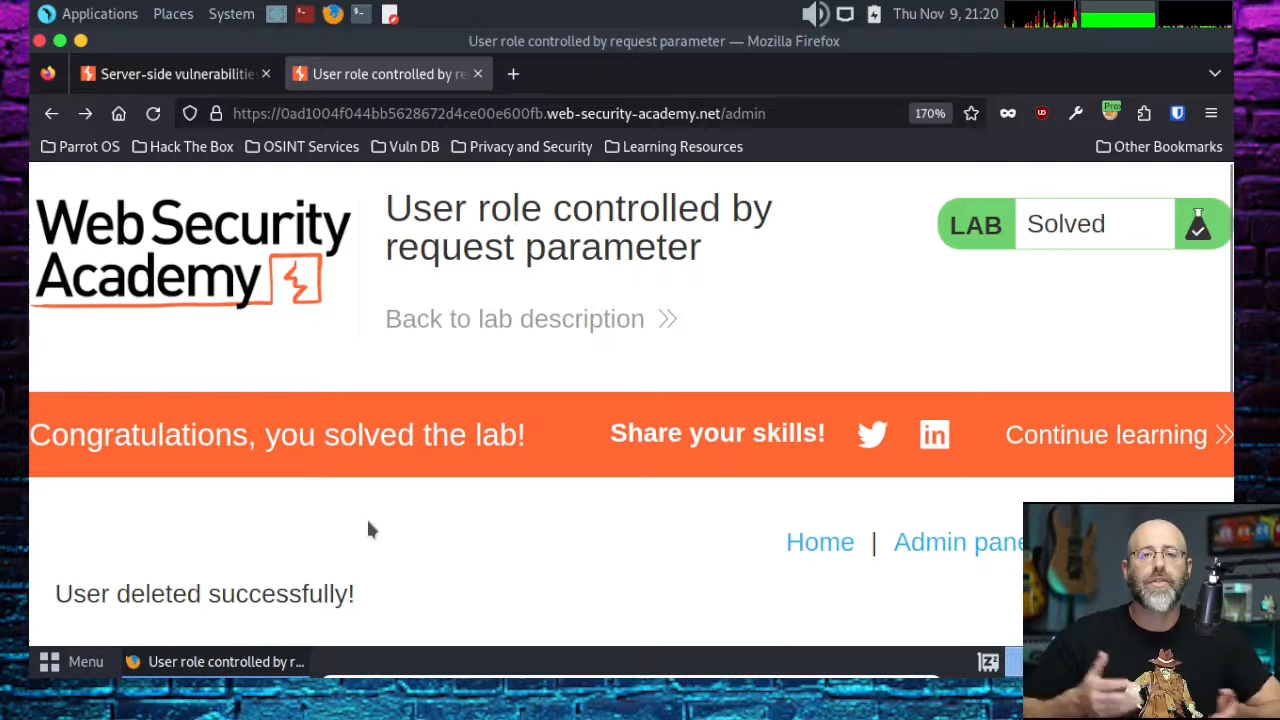 Applications Places System Thu Nov 9, 21:20
User role controlled by request parameter — Mozilla Firefox
Server-side vulnerabilitie × User role controlled by re × +
https://0ad1004f044bb5628672d4ce00e600fb.web-security-academy.net/admin 170%
Parrot OS Hack The Box OSINT Services Vuln DB Privacy and Security Learning Resources Other Bookmarks
Web Security
Academy
User role controlled by
request parameter
LAB Solved
Back to lab description
Congratulations, you solved the lab! Share your skills! Continue learning
Home | Admin pane
User deleted successfully!
Menu User role controlled by r...